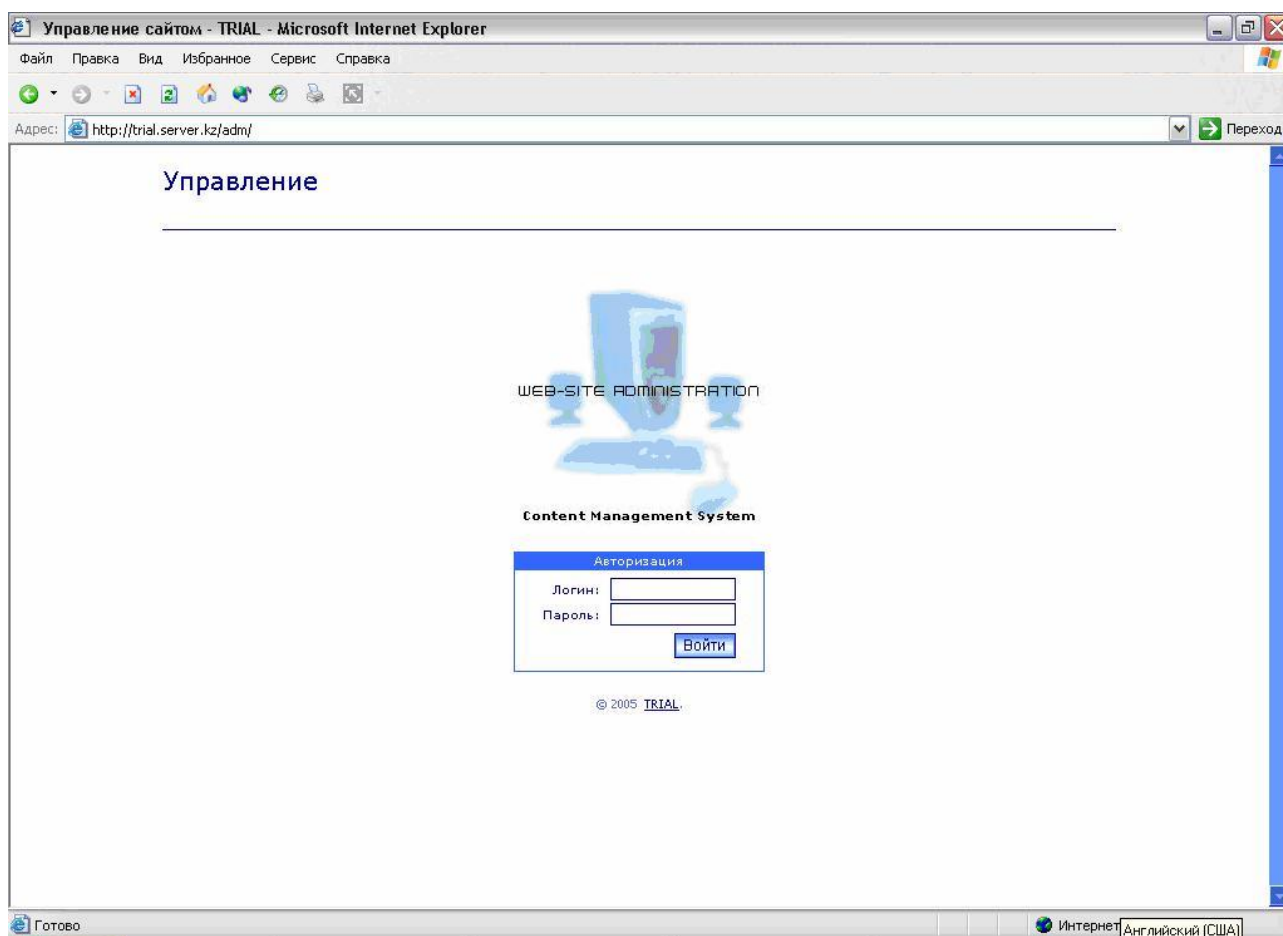 Управление сайтом - TRIAL - Microsoft Internet Explorer
Файл Правка Вид Избранное Сервис Справка
Адрес: http://trial.server.kz/adm/ Переход
Управление
WEB-SITE ADMINISTRATION
Content Management System
Авторизация
Логин:
Пароль:
Войти
© 2005 TRIAL.
Готово Интернет Английский (США)